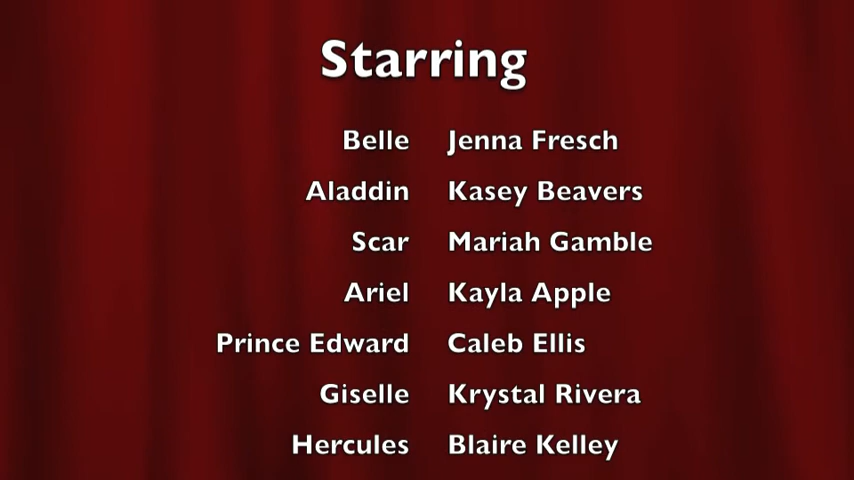 Starring
Belle Jenna Fresch
Aladdin Kasey Beavers
Scar Mariah Gamble
Ariel Kayla Apple
Prince Edward Caleb Ellis
Giselle Krystal Rivera
Hercules Blaire Kelley